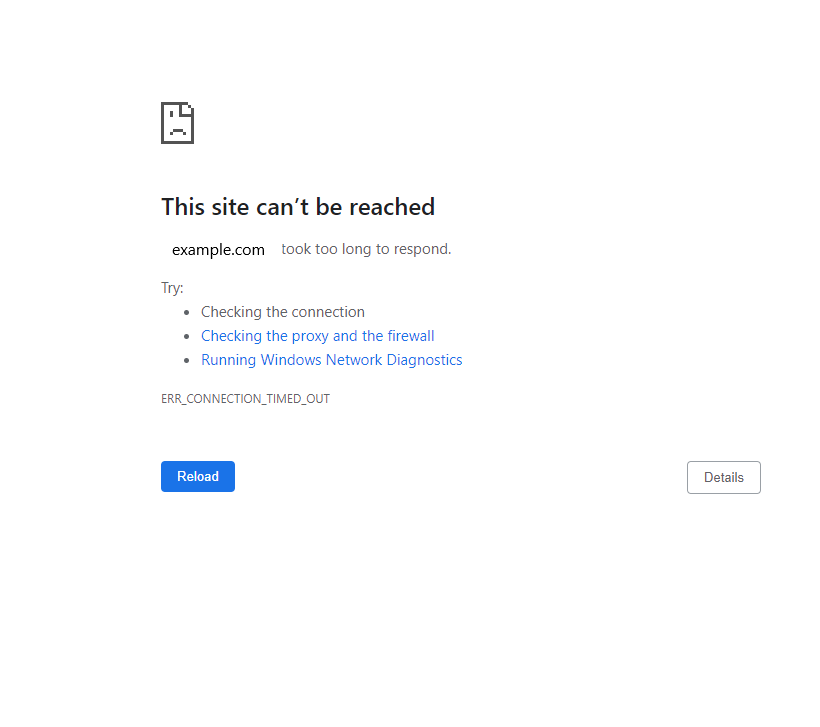 This site can’t be reached
example.com took too long to respond.
Try:
• Checking the connection
• Checking the proxy and the firewall
• Running Windows Network Diagnostics
ERR_CONNECTION_TIMED_OUT
Reload Details